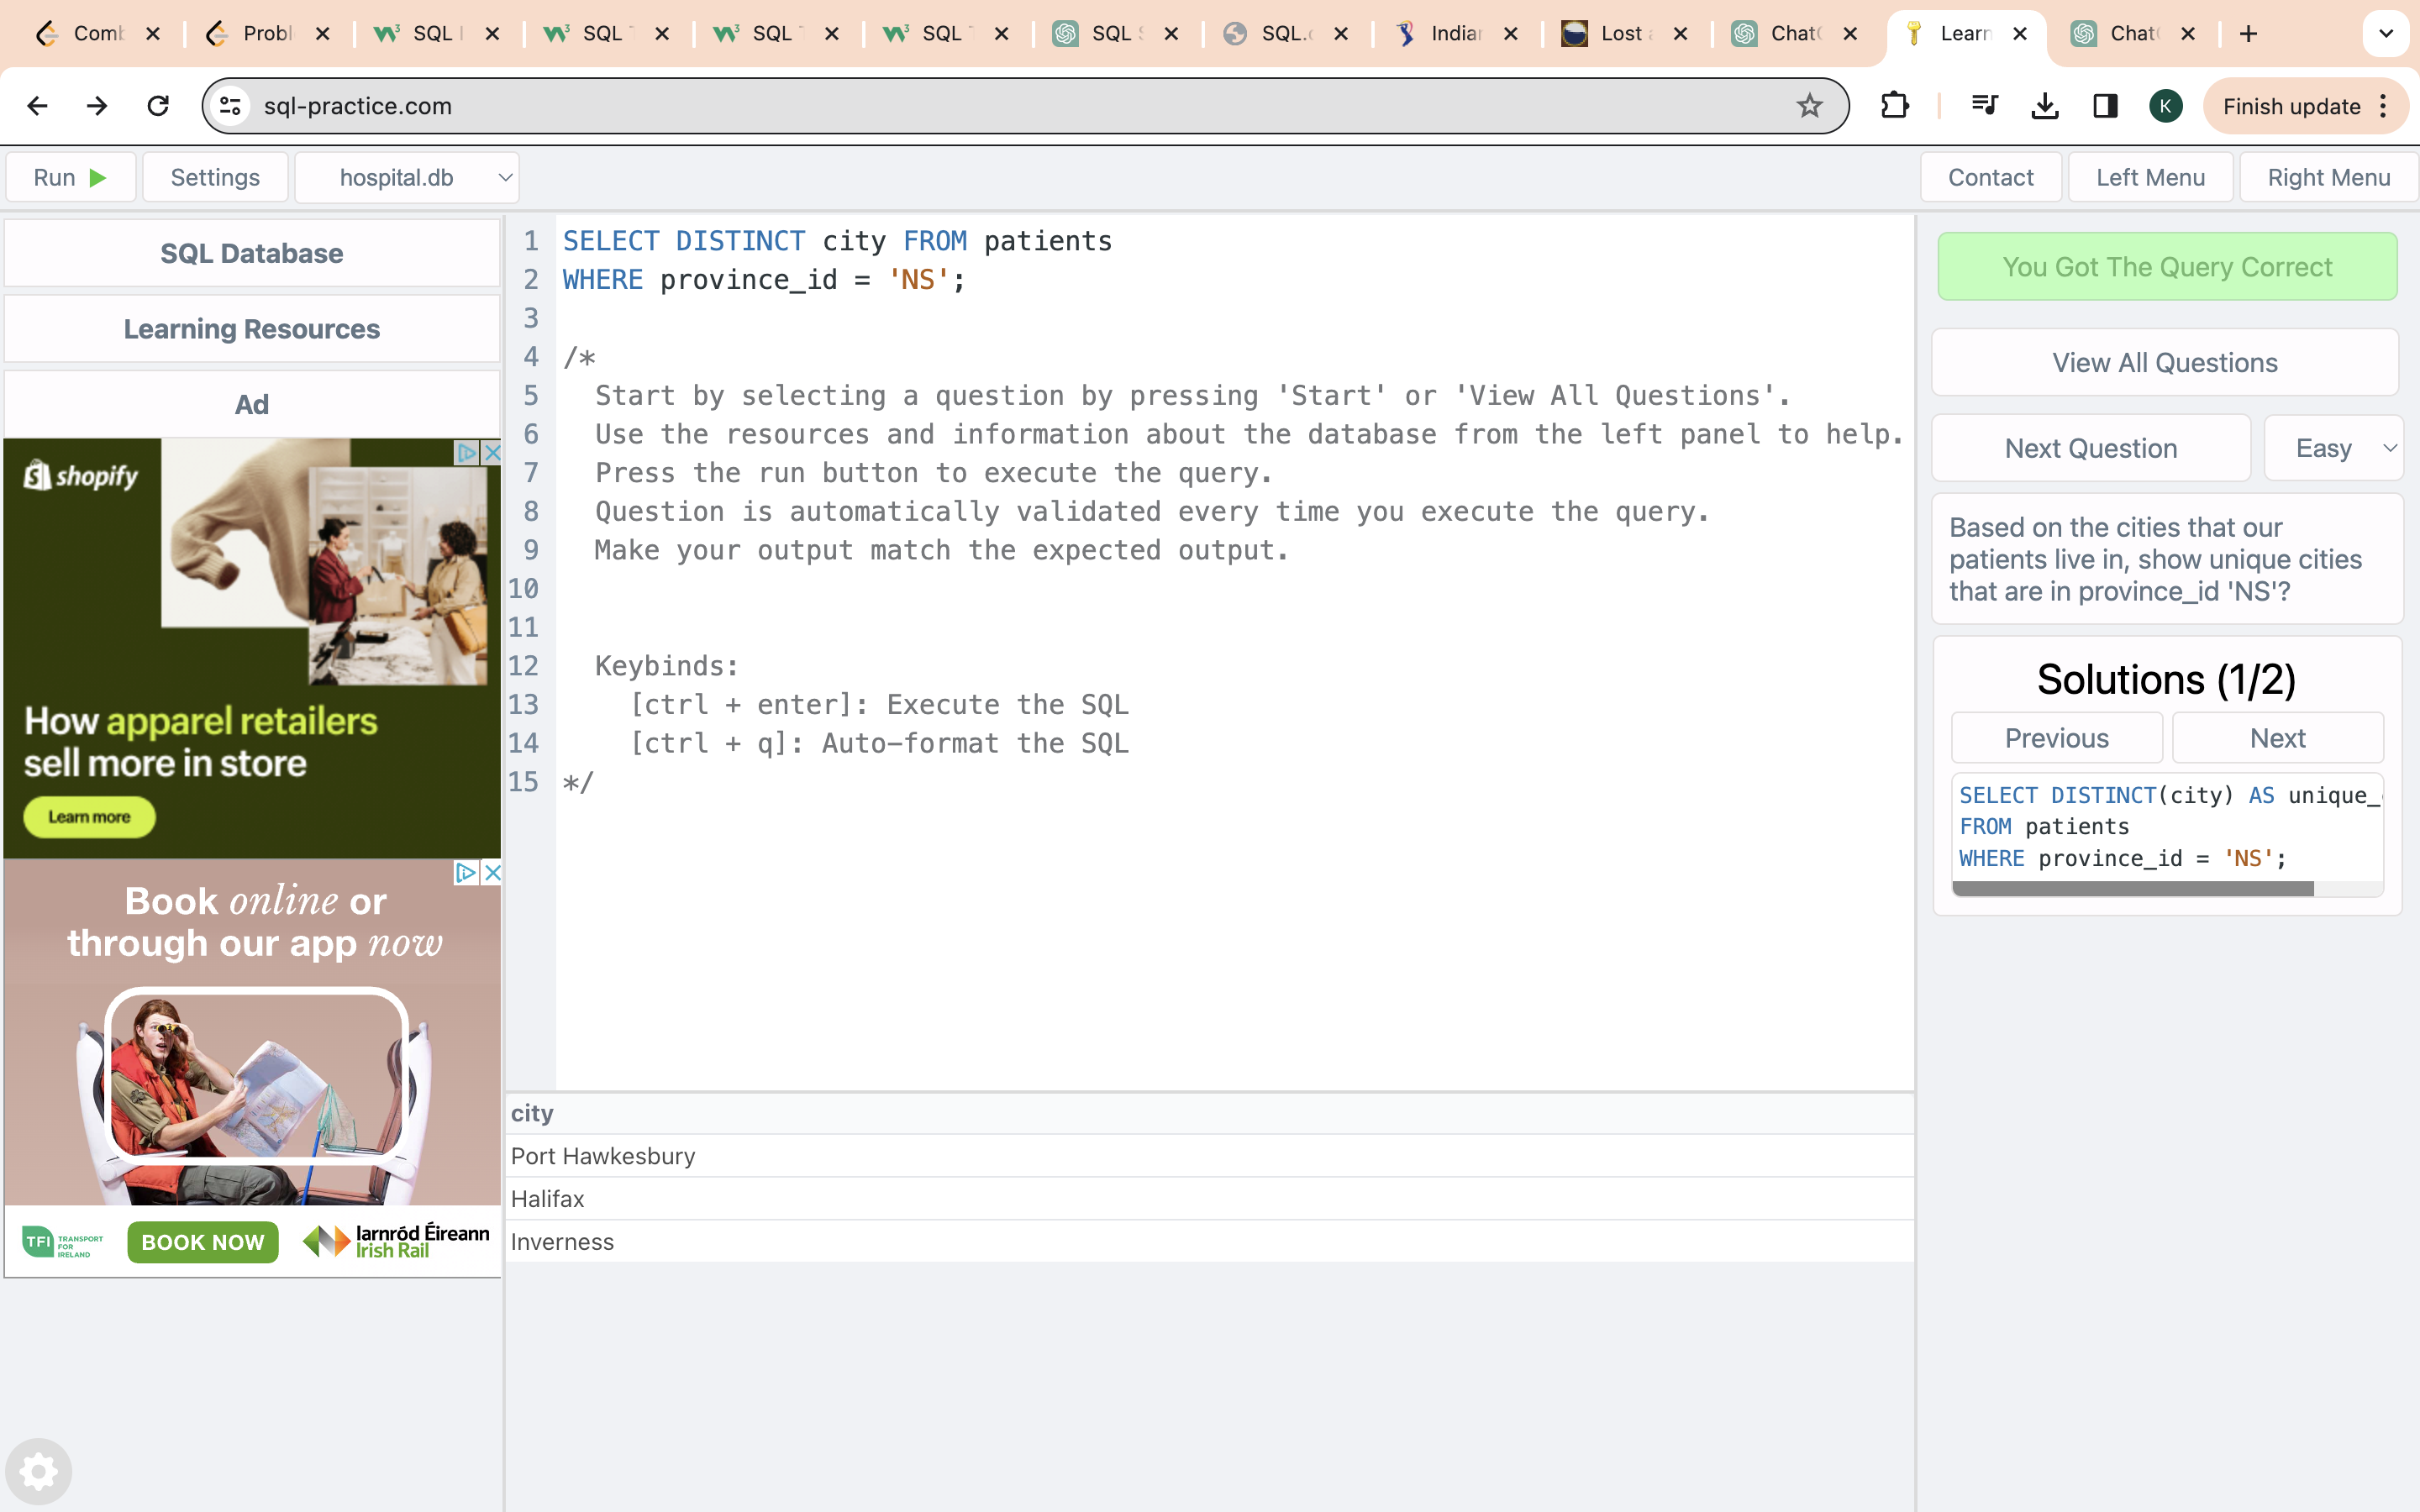 Comb
Probl
SQL
SQL
SQL
SQL
SQL S
SQL.c
Indian
Lost a
ChatG
Learn
ChatG
sql-practice.com
K
Finish update
Run
Settings
hospital.db
Contact
Left Menu
Right Menu
SQL Database
Learning Resources
Ad
shopify
How apparel retailers
sell more in store
Learn more
Book online or
through our app now
TFI TRANSPORT
FOR
IRELAND
BOOK NOW
Iarnród Éireann
Irish Rail
1 SELECT DISTINCT city FROM patients
2 WHERE province_id = 'NS';
3
4 /*
5 Start by selecting a question by pressing 'Start' or 'View All Questions'.
6 Use the resources and information about the database from the left panel to help.
7 Press the run button to execute the query.
8 Question is automatically validated every time you execute the query.
9 Make your output match the expected output.
10
11
12 Keybinds:
13 [ctrl + enter]: Execute the SQL
14 [ctrl + q]: Auto-format the SQL
15 */
city
Port Hawkesbury
Halifax
Inverness
You Got The Query Correct
View All Questions
Next Question
Easy
Based on the cities that our
patients live in, show unique cities
that are in province_id 'NS'?
Solutions (1/2)
Previous
Next
SELECT DISTINCT(city) AS unique_
FROM patients
WHERE province_id = 'NS';